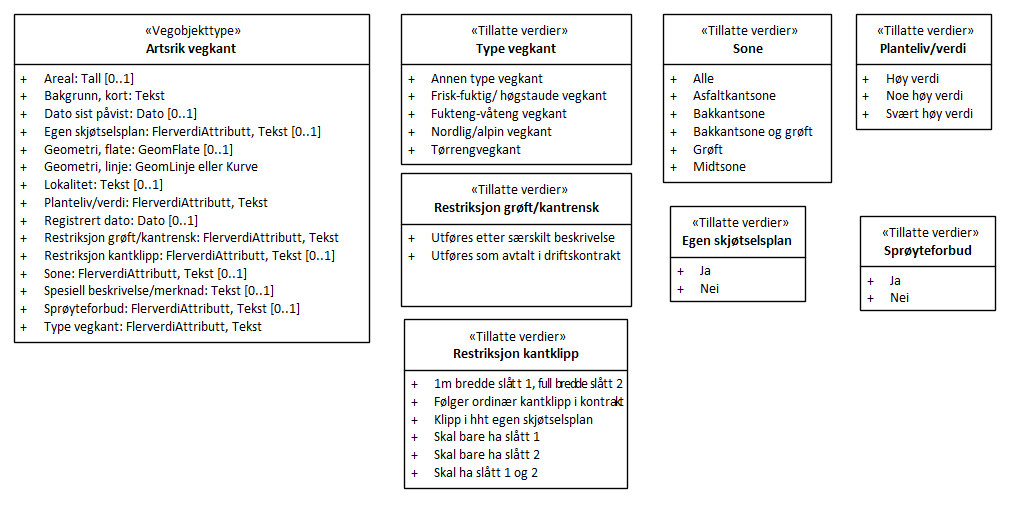 «Vegobjekttype»
Artsrik vegkant
+ Areal: Tall [0..1]
+ Bakgrunn, kort: Tekst
+ Dato sist påvist: Dato [0..1]
+ Egen skjøtselsplan: FlerverdiAttributt, Tekst [0..1]
+ Geometri, flate: GeomFlate [0..1]
+ Geometri, linje: GeomLinje eller Kurve
+ Lokalitet: Tekst [0..1]
+ Planteliv/verdi: FlerverdiAttributt, Tekst
+ Registrert dato: Dato [0..1]
+ Restriksjon grøft/kantrensk: FlerverdiAttributt, Tekst
+ Restriksjon kantklipp: FlerverdiAttributt, Tekst [0..1]
+ Sone: FlerverdiAttributt, Tekst [0..1]
+ Spesiell beskrivelse/merknad: Tekst [0..1]
+ Sprøyteforbud: FlerverdiAttributt, Tekst [0..1]
+ Type vegkant: FlerverdiAttributt, Tekst
«Tillatte verdier»
Type vegkant
+ Annen type vegkant
+ Frisk-fuktig/ høgstaude vegkant
+ Fukteng-våteng vegkant
+ Nordlig/alpin vegkant
+ Tørrengvegkant
«Tillatte verdier»
Restriksjon grøft/kantrensk
+ Utføres etter særskilt beskrivelse
+ Utføres som avtalt i driftskontrakt
«Tillatte verdier»
Restriksjon kantklipp
+ 1m bredde slått 1, full bredde slått 2
+ Følger ordinær kantklipp i kontrakt
+ Klipp i hht egen skjøtselsplan
+ Skal bare ha slått 1
+ Skal bare ha slått 2
+ Skal ha slått 1 og 2
«Tillatte verdier»
Sone
+ Alle
+ Asfaltkantsone
+ Bakkantsone
+ Bakkantsone og grøft
+ Grøft
+ Midtsone
«Tillatte verdier»
Egen skjøtselsplan
+ Ja
+ Nei
«Tillatte verdier»
Planteliv/verdi
+ Høy verdi
+ Noe høy verdi
+ Svært høy verdi
«Tillatte verdier»
Sprøyteforbud
+ Ja
+ Nei